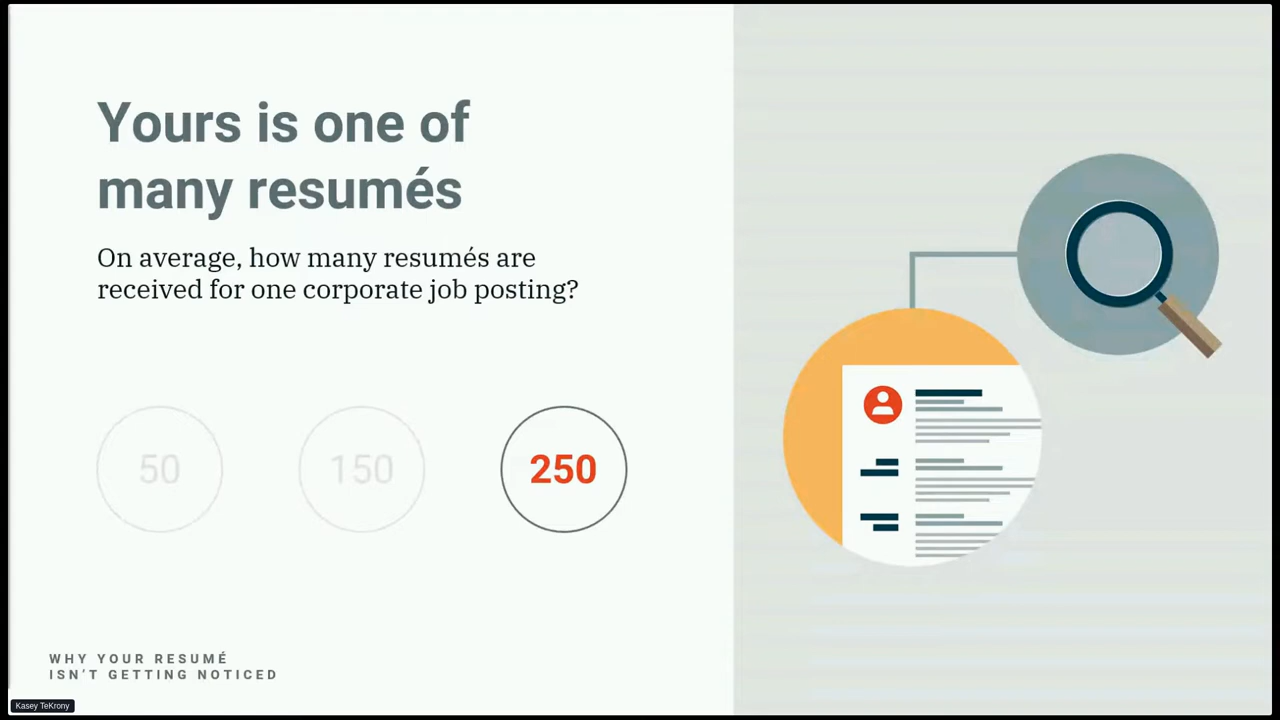 Yours is one of
many resumés
On average, how many resumés are
received for one corporate job posting?
50
150
250
WHY YOUR RESUMÉ
ISN'T GETTING NOTICED
Kasey TeKrony